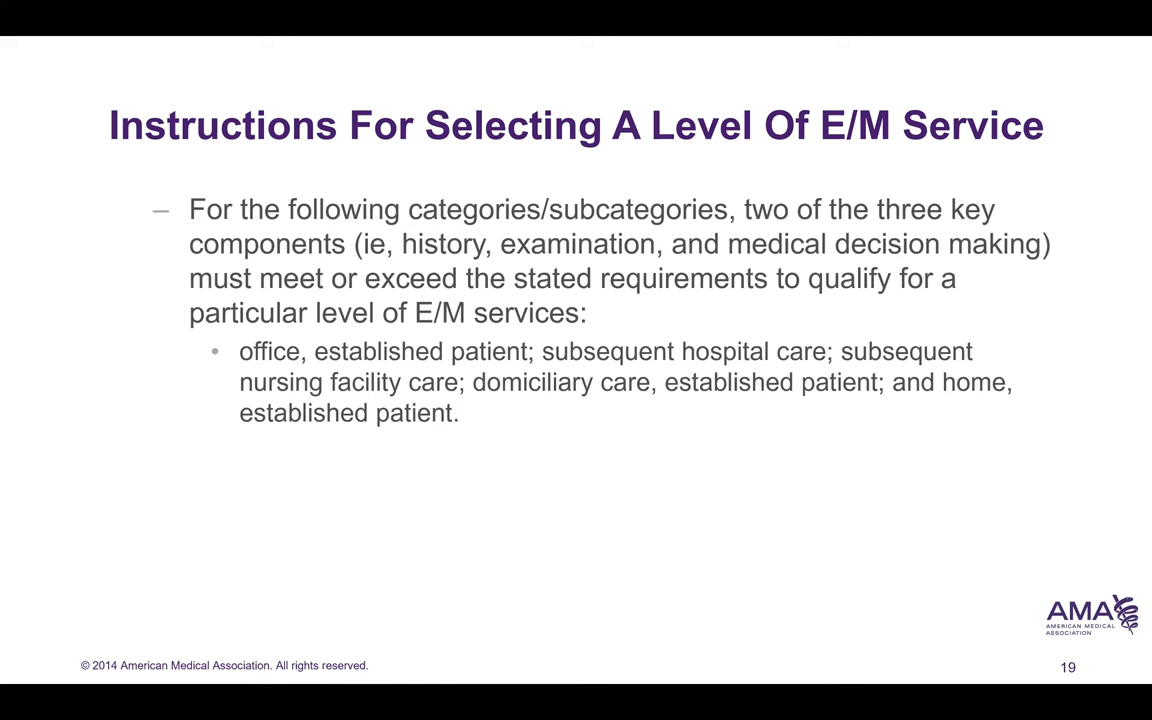 Instructions For Selecting A Level Of E/M Service
– For the following categories/subcategories, two of the three key
components (ie, history, examination, and medical decision making)
must meet or exceed the stated requirements to qualify for a
particular level of E/M services:
• office, established patient; subsequent hospital care; subsequent
nursing facility care; domiciliary care, established patient; and home,
established patient.
AMA
AMERICAN MEDICAL
ASSOCIATION
© 2014 American Medical Association. All rights reserved.
19